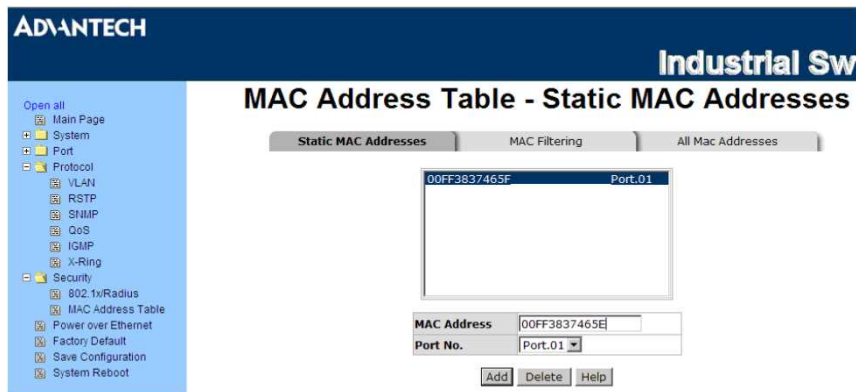 ADVANTECH
Industrial Sw
MAC Address Table - Static MAC Addresses
Open all
Main Page
System
Port
Protocol
VLAN
RSTP
SNMP
QoS
IGMP
X-Ring
Security
802.1x/Radius
MAC Address Table
Power over Ethernet
Factory Default
Save Configuration
System Reboot
Static MAC Addresses MAC Filtering All Mac Addresses
00FF3837465F Port.01
MAC Address 00FF3837465E
Port No. Port.01
Add Delete Help